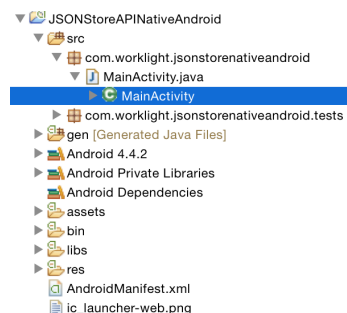 JSONStoreAPINativeAndroid
src
com.worklight.jsonstorenativeandroid
MainActivity.java
MainActivity
com.worklight.jsonstorenativeandroid.tests
gen [Generated Java Files]
Android 4.4.2
Android Private Libraries
Android Dependencies
assets
bin
libs
res
AndroidManifest.xml
ic_launcher-web.png